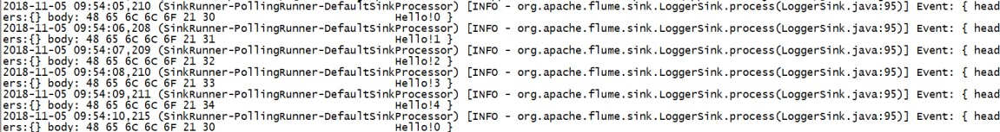 2018-11-05 09:54:05,210 (SinkRunner-PollingRunner-DefaultSinkProcessor) [INFO - org.apache.flume.sink.LoggerSink.process(LoggerSink.java:95)] Event: { head
ers:{} body: 48 65 6C 6C 6F 21 30 Hello!0 }
2018-11-05 09:54:06,208 (SinkRunner-PollingRunner-DefaultSinkProcessor) [INFO - org.apache.flume.sink.LoggerSink.process(LoggerSink.java:95)] Event: { head
ers:{} body: 48 65 6C 6C 6F 21 31 Hello!1 }
2018-11-05 09:54:07,209 (SinkRunner-PollingRunner-DefaultSinkProcessor) [INFO - org.apache.flume.sink.LoggerSink.process(LoggerSink.java:95)] Event: { head
ers:{} body: 48 65 6C 6C 6F 21 32 Hello!2 }
2018-11-05 09:54:08,210 (SinkRunner-PollingRunner-DefaultSinkProcessor) [INFO - org.apache.flume.sink.LoggerSink.process(LoggerSink.java:95)] Event: { head
ers:{} body: 48 65 6C 6C 6F 21 33 Hello!3 }
2018-11-05 09:54:09,211 (SinkRunner-PollingRunner-DefaultSinkProcessor) [INFO - org.apache.flume.sink.LoggerSink.process(LoggerSink.java:95)] Event: { head
ers:{} body: 48 65 6C 6C 6F 21 34 Hello!4 }
2018-11-05 09:54:10,215 (SinkRunner-PollingRunner-DefaultSinkProcessor) [INFO - org.apache.flume.sink.LoggerSink.process(LoggerSink.java:95)] Event: { head
ers:{} body: 48 65 6C 6C 6F 21 30 Hello!0 }